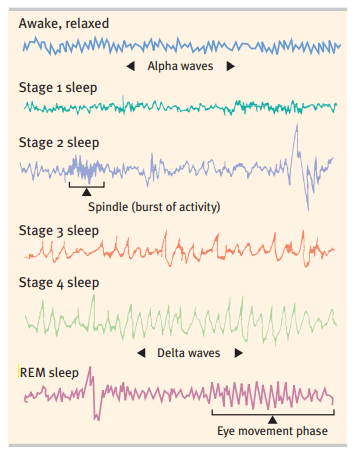 Awake, relaxed
Alpha waves
Stage 1 sleep
Stage 2 sleep
Spindle (burst of activity)
Stage 3 sleep
Stage 4 sleep
Delta waves
REM sleep
Eye movement phase